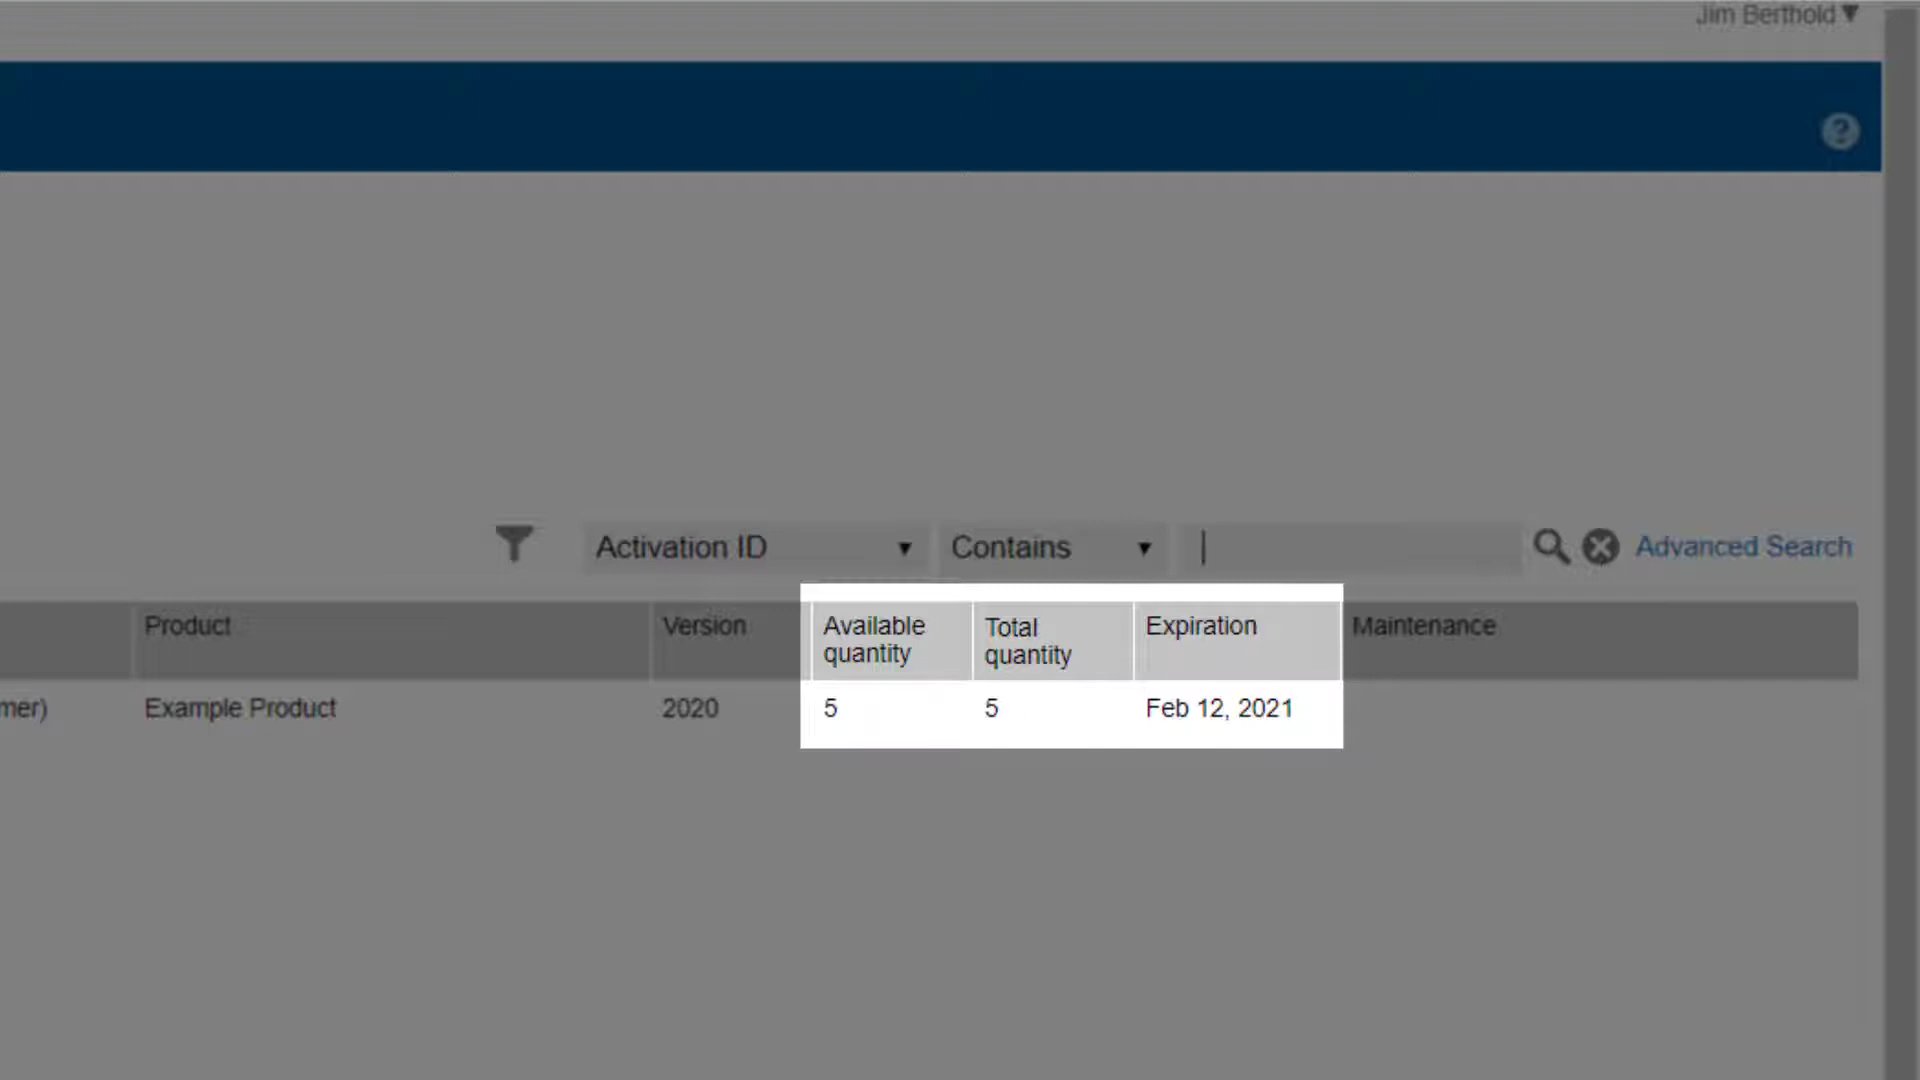 Jim Berthold
Activation ID Contains Advanced Search
Product Version Available quantity Total quantity Expiration Maintenance
mer) Example Product 2020 5 5 Feb 12, 2021